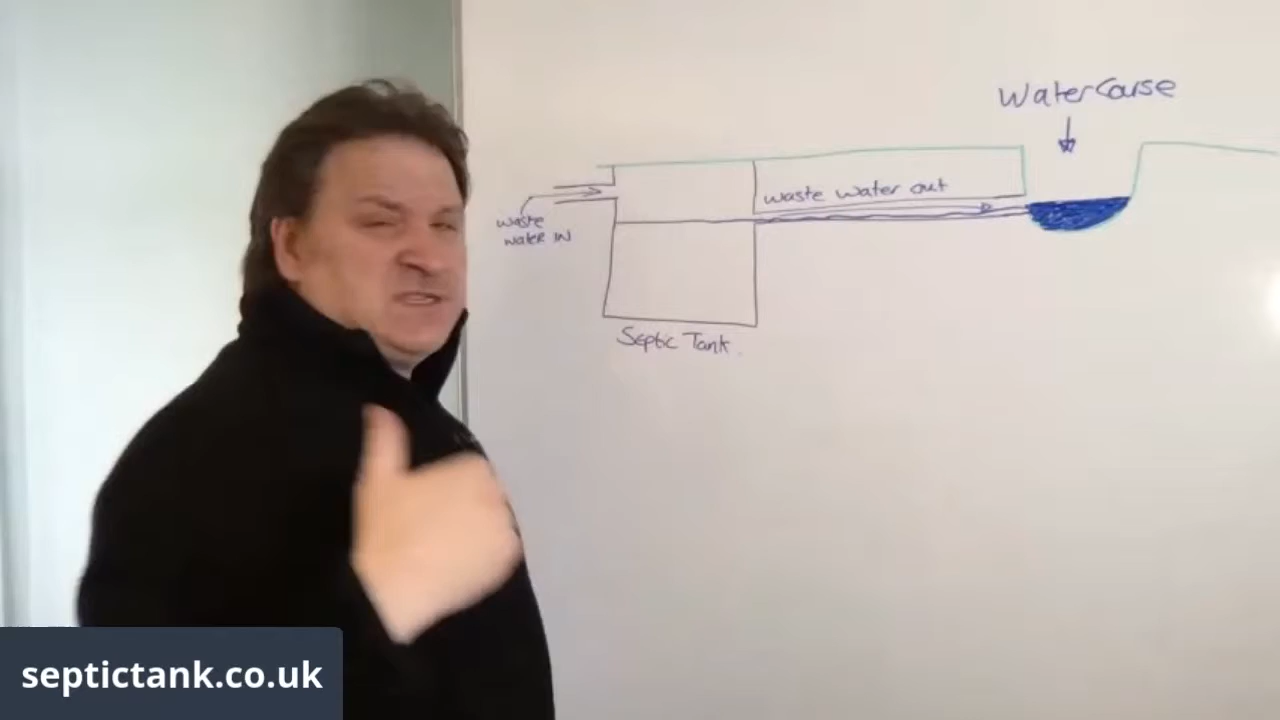 Water Course
waste water out
waste
water IN
Septic Tank.
septictank.co.uk